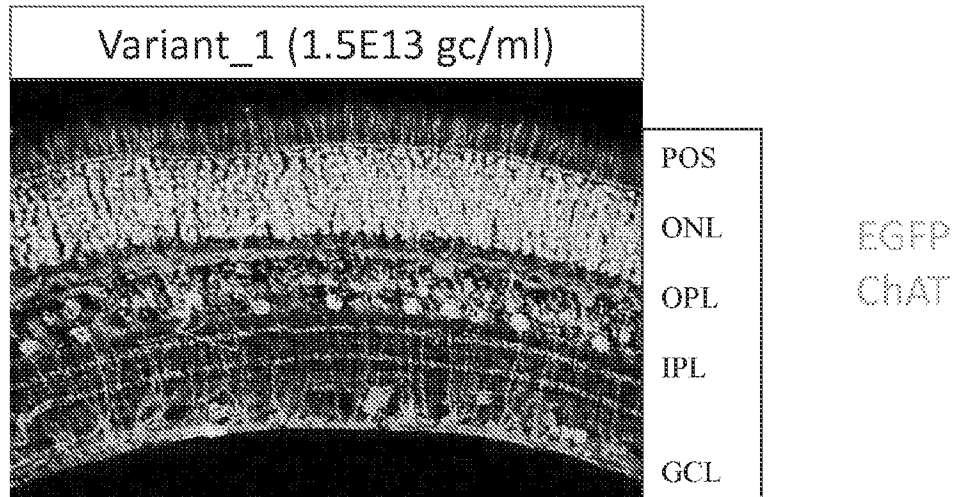 Variant_1 (1.5E13 gc/ml)
POS
ONL
OPL
IPL
GCL
EGFP
ChAT